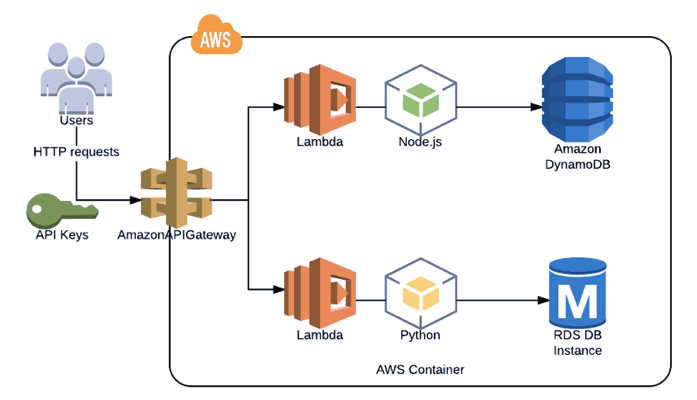 AWS
Users
HTTP requests
API Keys
AmazonAPIGateway
Lambda
Node.js
Amazon
DynamoDB
Lambda
Python
M
RDS DB
Instance
AWS Container